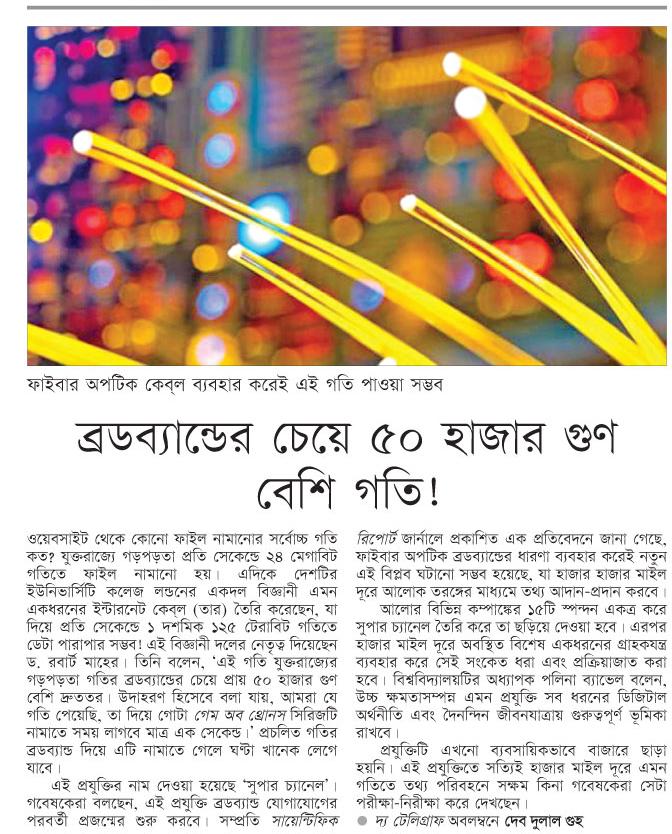 ফাইবার অপটিক কেব্‌ল ব্যবহার করেই এই গতি পাওয়া সম্ভব
ব্রডব্যান্ডের চেয়ে ৫০ হাজার গুণ
বেশি গতি!
ওয়েবসাইট থেকে কোনো ফাইল নামানোর সর্বোচ্চ গতি
কত? যুক্তরাজ্যে গড়পড়তা প্রতি সেকেন্ডে ২৪ মেগাবিট
গতিতে ফাইল নামানো হয়। এদিকে দেশটির
ইউনিভার্সিটি কলেজ লন্ডনের একদল বিজ্ঞানী এমন
একধরনের ইন্টারনেট কেব্‌ল (তার) তৈরি করেছেন, যা
দিয়ে প্রতি সেকেন্ডে ১ দশমিক ১২৫ টেরাবিট গতিতে
ডেটা পারাপার সম্ভব! এই বিজ্ঞানী দলের নেতৃত্ব দিয়েছেন
ড. রবার্ট মাহের। তিনি বলেন, ‘এই গতি যুক্তরাজ্যের
গড়পড়তা গতির ব্রডব্যান্ডের চেয়ে প্রায় ৫০ হাজার গুণ
বেশি দ্রুততর। উদাহরণ হিসেবে বলা যায়, আমরা যে
গতি পেয়েছি, তা দিয়ে গোটা গেম অব থ্রোনস সিরিজটি
নামাতে সময় লাগবে মাত্র এক সেকেন্ড।’ প্রচলিত গতির
ব্রডব্যান্ড দিয়ে এটি নামাতে গেলে ঘণ্টা খানেক লেগে
যাবে।
এই প্রযুক্তির নাম দেওয়া হয়েছে ‘সুপার চ্যানেল’।
গবেষকেরা বলছেন, এই প্রযুক্তি ব্রডব্যান্ড যোগাযোগের
পরবর্তী প্রজন্মের শুরু করবে। সম্প্রতি সায়েন্টিফিক
রিপোর্ট জার্নালে প্রকাশিত এক প্রতিবেদনে জানা গেছে,
ফাইবার অপটিক ব্রডব্যান্ডের ধারণা ব্যবহার করেই নতুন
এই বিপ্লব ঘটানো সম্ভব হয়েছে, যা হাজার হাজার মাইল
দূরে আলোক তরঙ্গের মাধ্যমে তথ্য আদান-প্রদান করবে।
আলোর বিভিন্ন কম্পাঙ্কের ১৫টি স্পন্দন একত্র করে
সুপার চ্যানেল তৈরি করে তা ছড়িয়ে দেওয়া হবে। এরপর
হাজার মাইল দূরে অবস্থিত বিশেষ একধরনের গ্রাহকযন্ত্র
ব্যবহার করে সেই সংকেত ধরা এবং প্রক্রিয়াজাত করা
হবে। বিশ্ববিদ্যালয়টির অধ্যাপক পলিনা ব্যাভেল বলেন,
উচ্চ ক্ষমতাসম্পন্ন এমন প্রযুক্তি সব ধরনের ডিজিটাল
অর্থনীতি এবং দৈনন্দিন জীবনযাত্রায় গুরুত্বপূর্ণ ভূমিকা
রাখবে।
প্রযুক্তিটি এখনো ব্যবসায়িকভাবে বাজারে ছাড়া
হয়নি। এই প্রযুক্তিতে সত্যিই হাজার মাইল দূরে এমন
গতিতে তথ্য পরিবহনে সক্ষম কিনা গবেষকেরা সেটা
পরীক্ষা-নিরীক্ষা করে দেখছেন।
● দ্য টেলিগ্রাফ অবলম্বনে দেব দুলাল গুহ